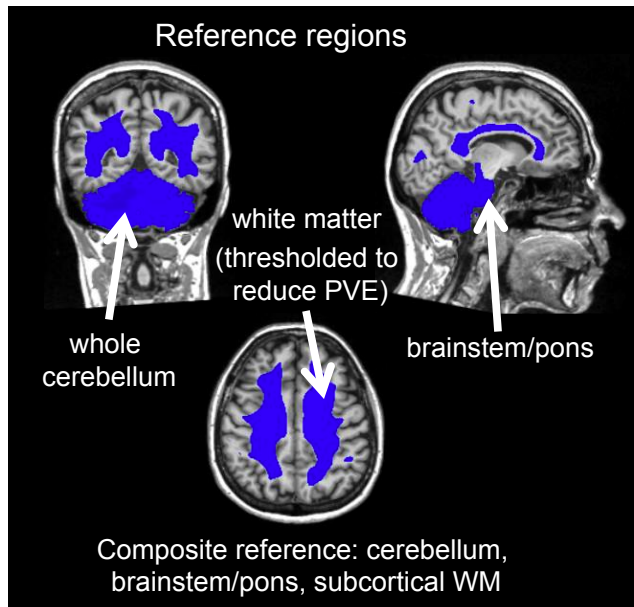 Reference regions
white matter
(thresholded to
reduce PVE)
whole
cerebellum
brainstem/pons
Composite reference: cerebellum,
brainstem/pons, subcortical WM